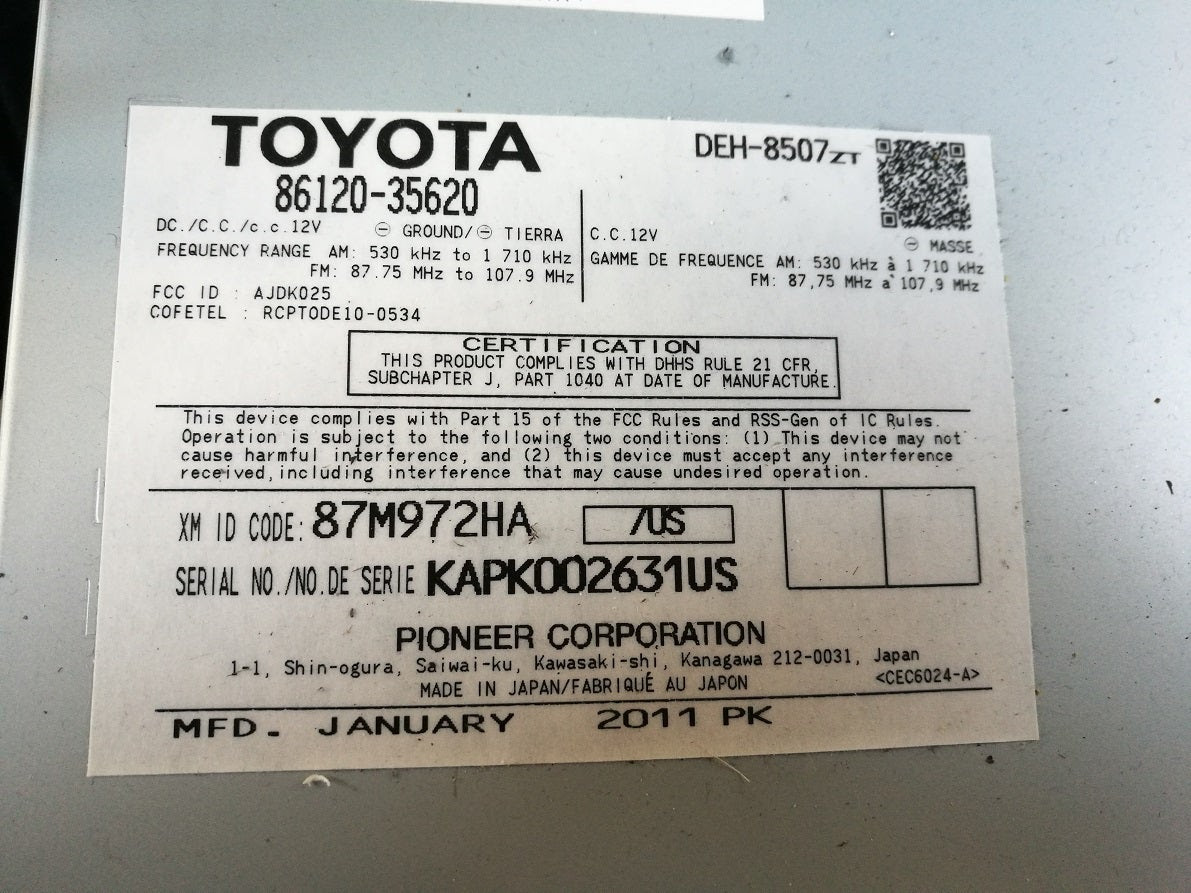 TOYOTA
DEH-8507ZT
86120-35620
DC./C.C./c.c.12V ⊖ GROUND/⊖ TIERRA
FREQUENCY RANGE AM: 530 kHz to 1 710 kHz
FM: 87.75 MHz to 107.9 MHz
C.C.12V
⊖ MASSE
GAMME DE FREQUENCE AM: 530 kHz à 1 710 kHz
FM: 87,75 MHz à 107,9 MHz
FCC ID : AJDK025
COFETEL : RCPTODE10-0534
CERTIFICATION
THIS PRODUCT COMPLIES WITH DHHS RULE 21 CFR,
SUBCHAPTER J, PART 1040 AT DATE OF MANUFACTURE.
This device complies with Part 15 of the FCC Rules and RSS-Gen of IC Rules.
Operation is subject to the following two conditions: (1) This device may not
cause harmful interference, and (2) this device must accept any interference
received, including interference that may cause undesired operation.
XM ID CODE: 87M972HA /US
SERIAL NO./NO.DE SERIE KAPK002631US
PIONEER CORPORATION
1-1, Shin-ogura, Saiwai-ku, Kawasaki-shi, Kanagawa 212-0031, Japan
MADE IN JAPAN/FABRIQUÉ AU JAPON <CEC6024-A>
MFD. JANUARY 2011 PK